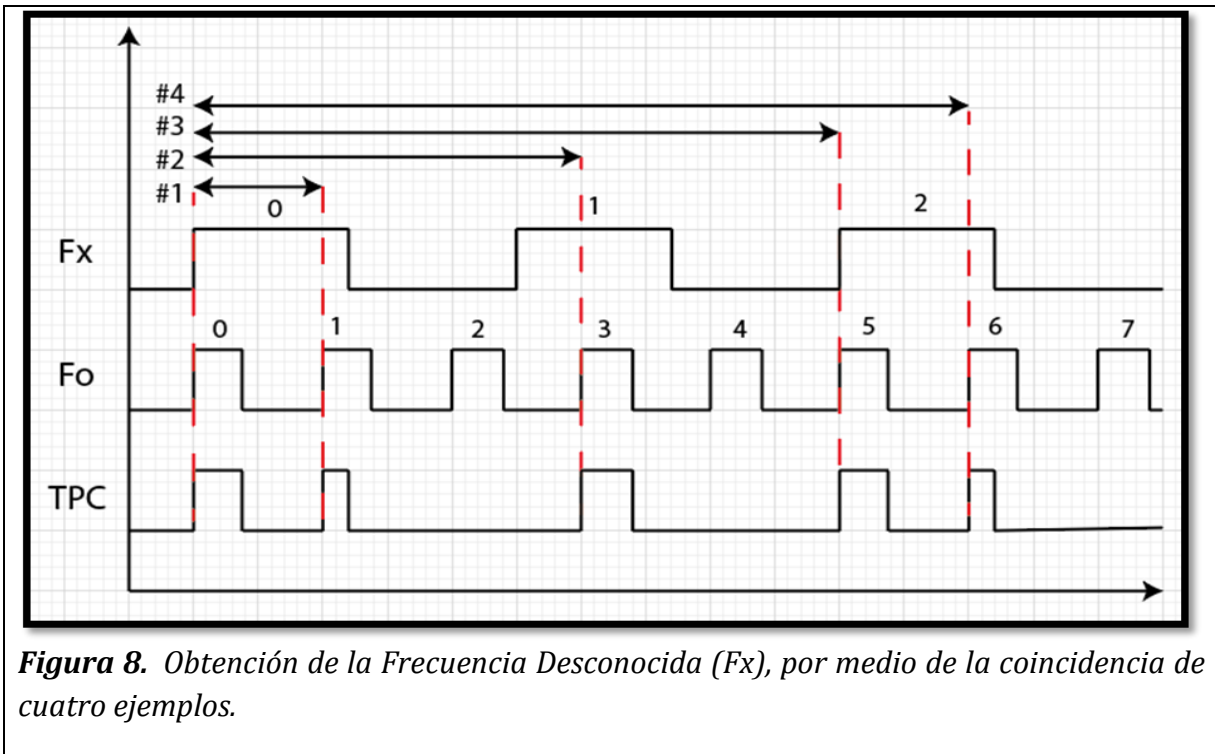 #4
#3
#2
#1
0 1 2
Fx
0 1 2 3 4 5 6 7
Fo
TPC
Figura 8. Obtención de la Frecuencia Desconocida (Fx), por medio de la coincidencia de
cuatro ejemplos.